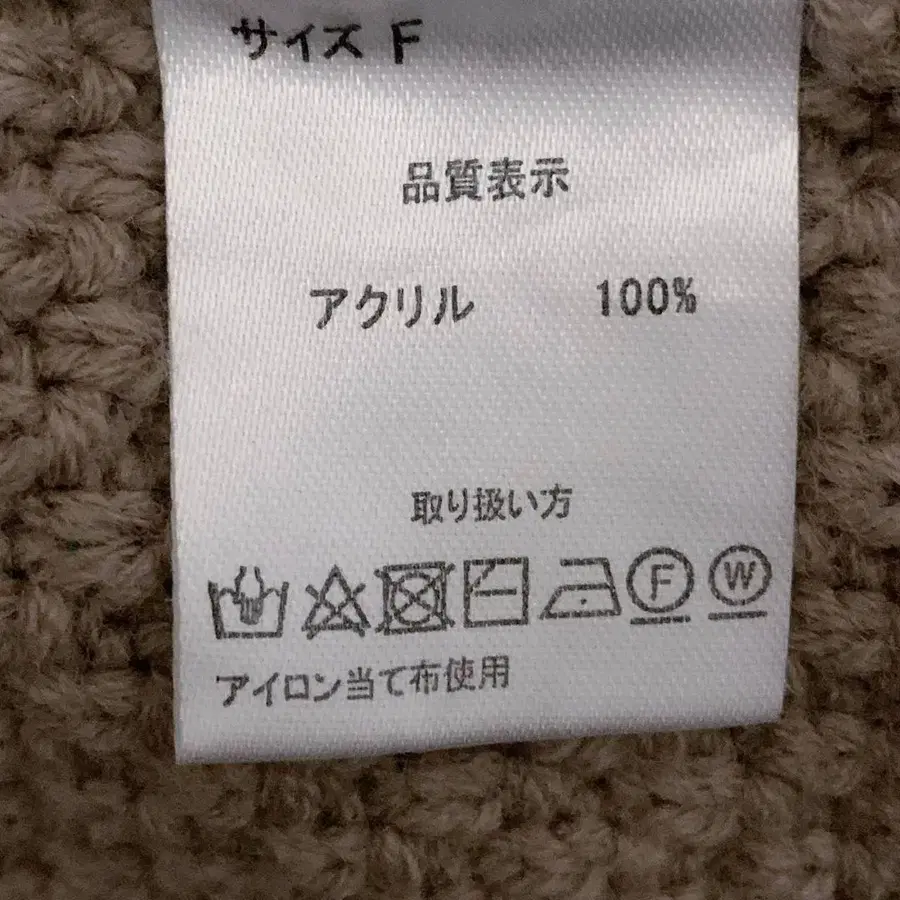 サイズ F
品質表示
アクリル 100%
取り扱い方
F W
アイロン当て布使用